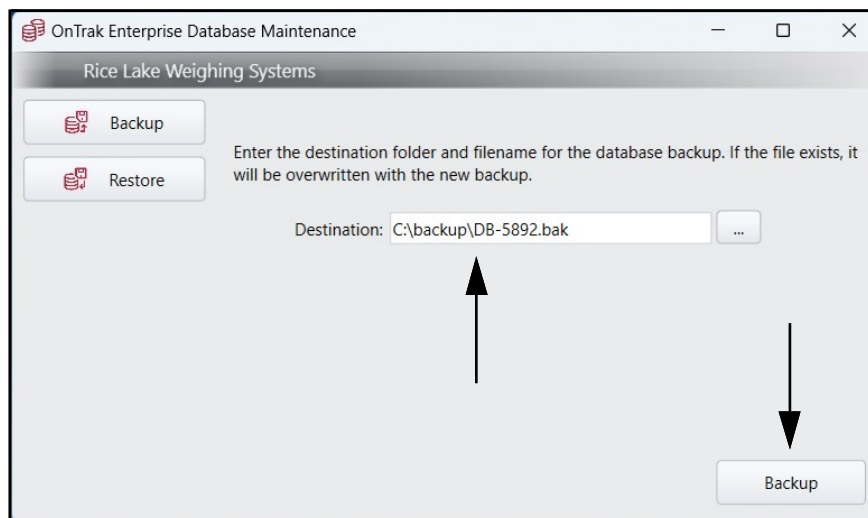 OnTrak Enterprise Database Maintenance
Rice Lake Weighing Systems
Backup
Restore
Enter the destination folder and filename for the database backup. If the file exists, it
will be overwritten with the new backup.
Destination: C:\backup\DB-5892.bak ...
Backup